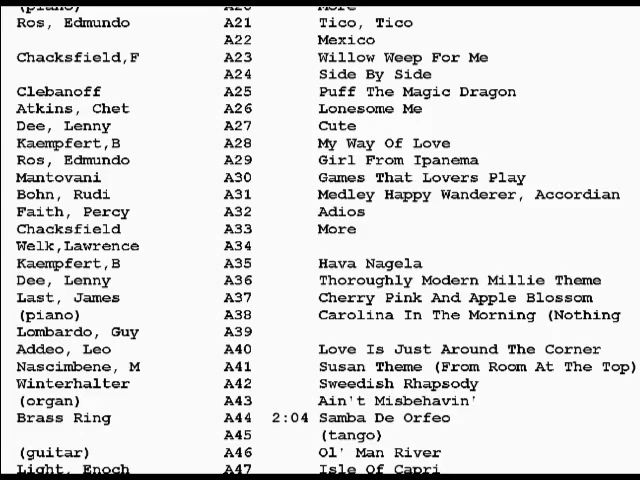 (piano) A20 More
Ros, Edmundo A21 Tico, Tico
A22 Mexico
Chacksfield,F A23 Willow Weep For Me
A24 Side By Side
Clebanoff A25 Puff The Magic Dragon
Atkins, Chet A26 Lonesome Me
Dee, Lenny A27 Cute
Kaempfert,B A28 My Way Of Love
Ros, Edmundo A29 Girl From Ipanema
Mantovani A30 Games That Lovers Play
Bohn, Rudi A31 Medley Happy Wanderer, Accordian
Faith, Percy A32 Adios
Chacksfield A33 More
Welk,Lawrence A34
Kaempfert,B A35 Hava Nagela
Dee, Lenny A36 Thoroughly Modern Millie Theme
Last, James A37 Cherry Pink And Apple Blossom
(piano) A38 Carolina In The Morning (Nothing
Lombardo, Guy A39
Addeo, Leo A40 Love Is Just Around The Corner
Nascimbene, M A41 Susan Theme (From Room At The Top)
Winterhalter A42 Sweedish Rhapsody
(organ) A43 Ain't Misbehavin'
Brass Ring A44 2:04 Samba De Orfeo
A45 (tango)
(guitar) A46 Ol' Man River
Light, Enoch A47 Isle Of Capri